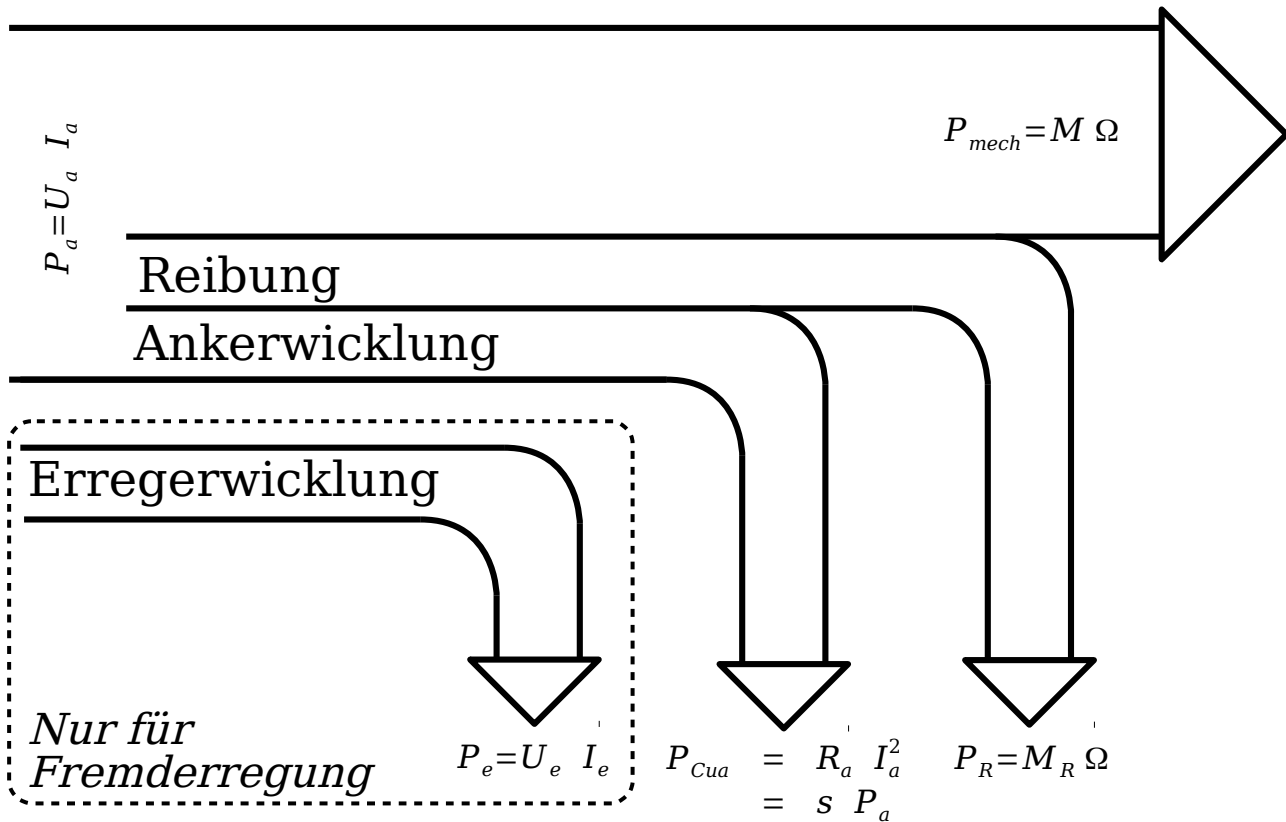 P_mech=M Ω
P_a=U_a I_a
Reibung
Ankerwicklung
Erregerwicklung
Nur für
Fremderregung
P_e=U_e I_e
P_Cua = R_a I_a^2
= s P_a
P_R=M_R Ω